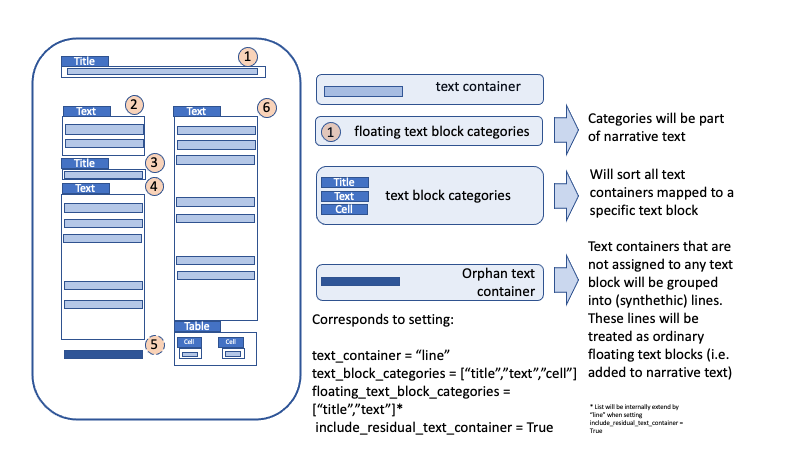 Title
1
Text
2
Title
3
Text
4
5
Text
6
Table
Cell
Cell
text container
1
floating text block categories
Categories will be part
of narrative text
Title
Text
Cell
text block categories
Will sort all text
containers mapped to a
specific text block
Orphan text
container
Text containers that are
not assigned to any text
block will be grouped
into (synthethic) lines.
These lines will be
treated as ordinary
floating text blocks (i.e.
added to narrative text)
Corresponds to setting:
text_container = “line”
text_block_categories = [“title”,”text”,”cell”]
floating_text_block_categories =
[“title”,”text”]*
include_residual_text_container = True
* List will be internally extend by
“line” when setting
include_residual_text_container =
True